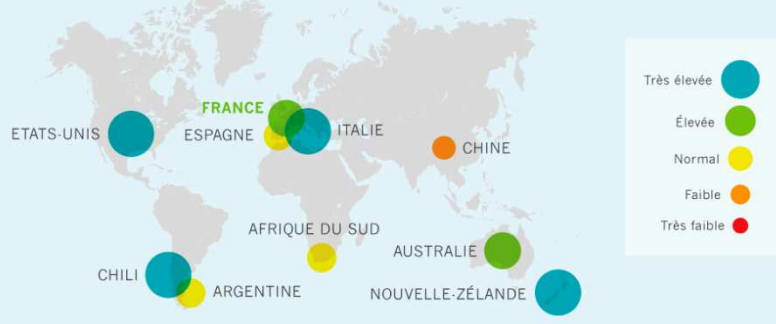 FRANCE
ETATS-UNIS
ESPAGNE
ITALIE
CHINE
AFRIQUE DU SUD
AUSTRALIE
CHILI
ARGENTINE
NOUVELLE-ZÉLANDE
Très élevée
Élevée
Normal
Faible
Très faible